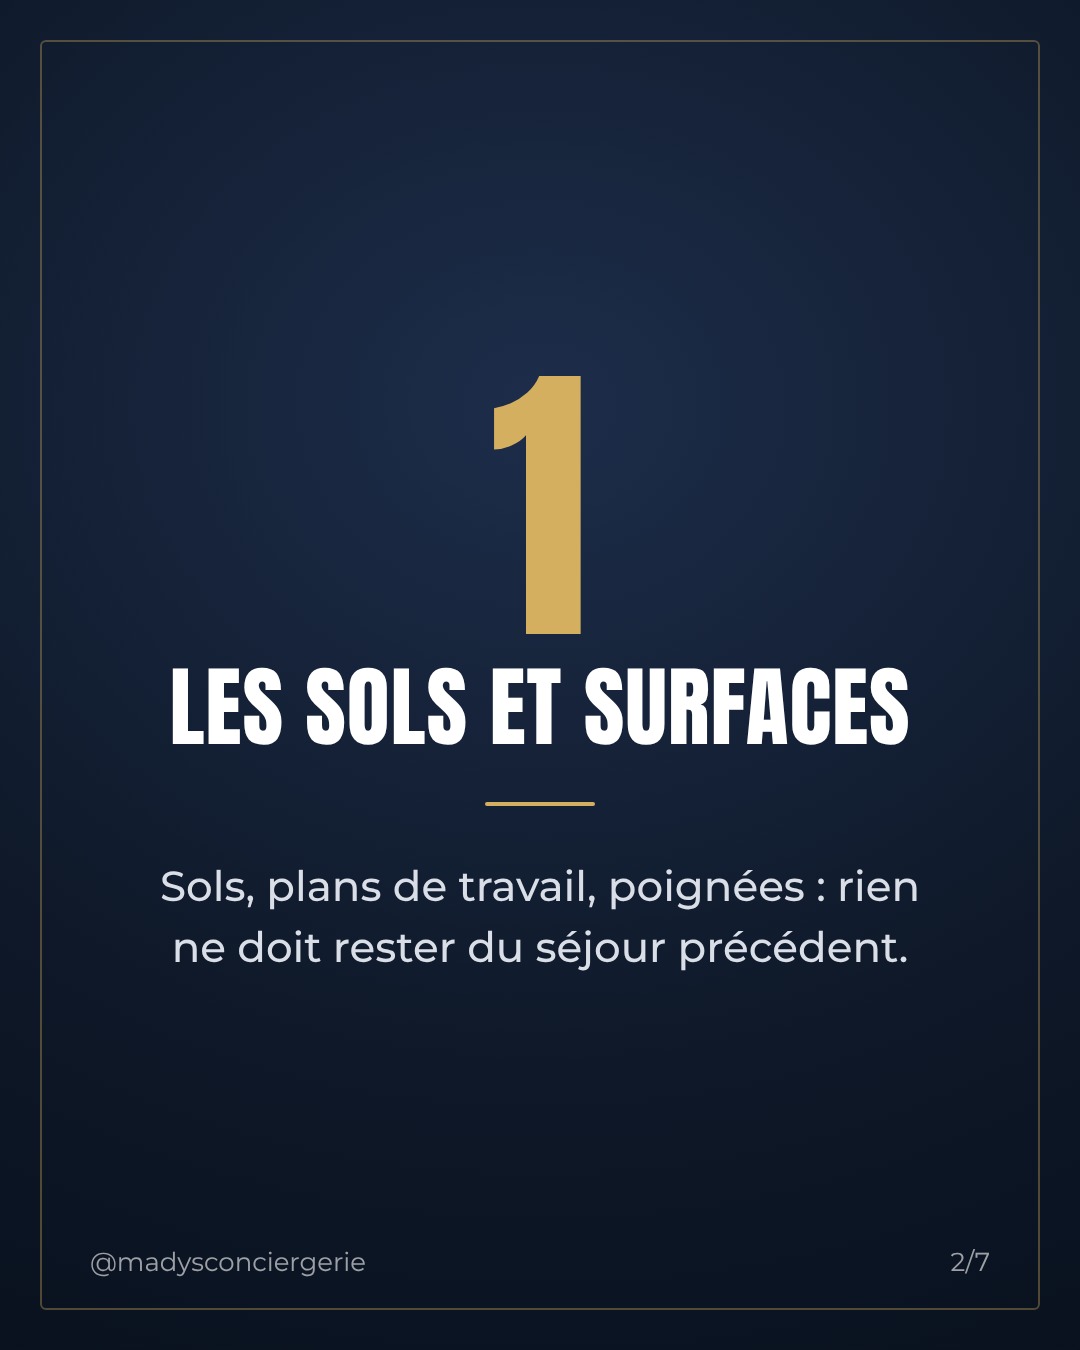 1
LES SOLS ET SURFACES
Sols, plans de travail, poignées : rien
ne doit rester du séjour précédent.
@madysconciergerie
2/7